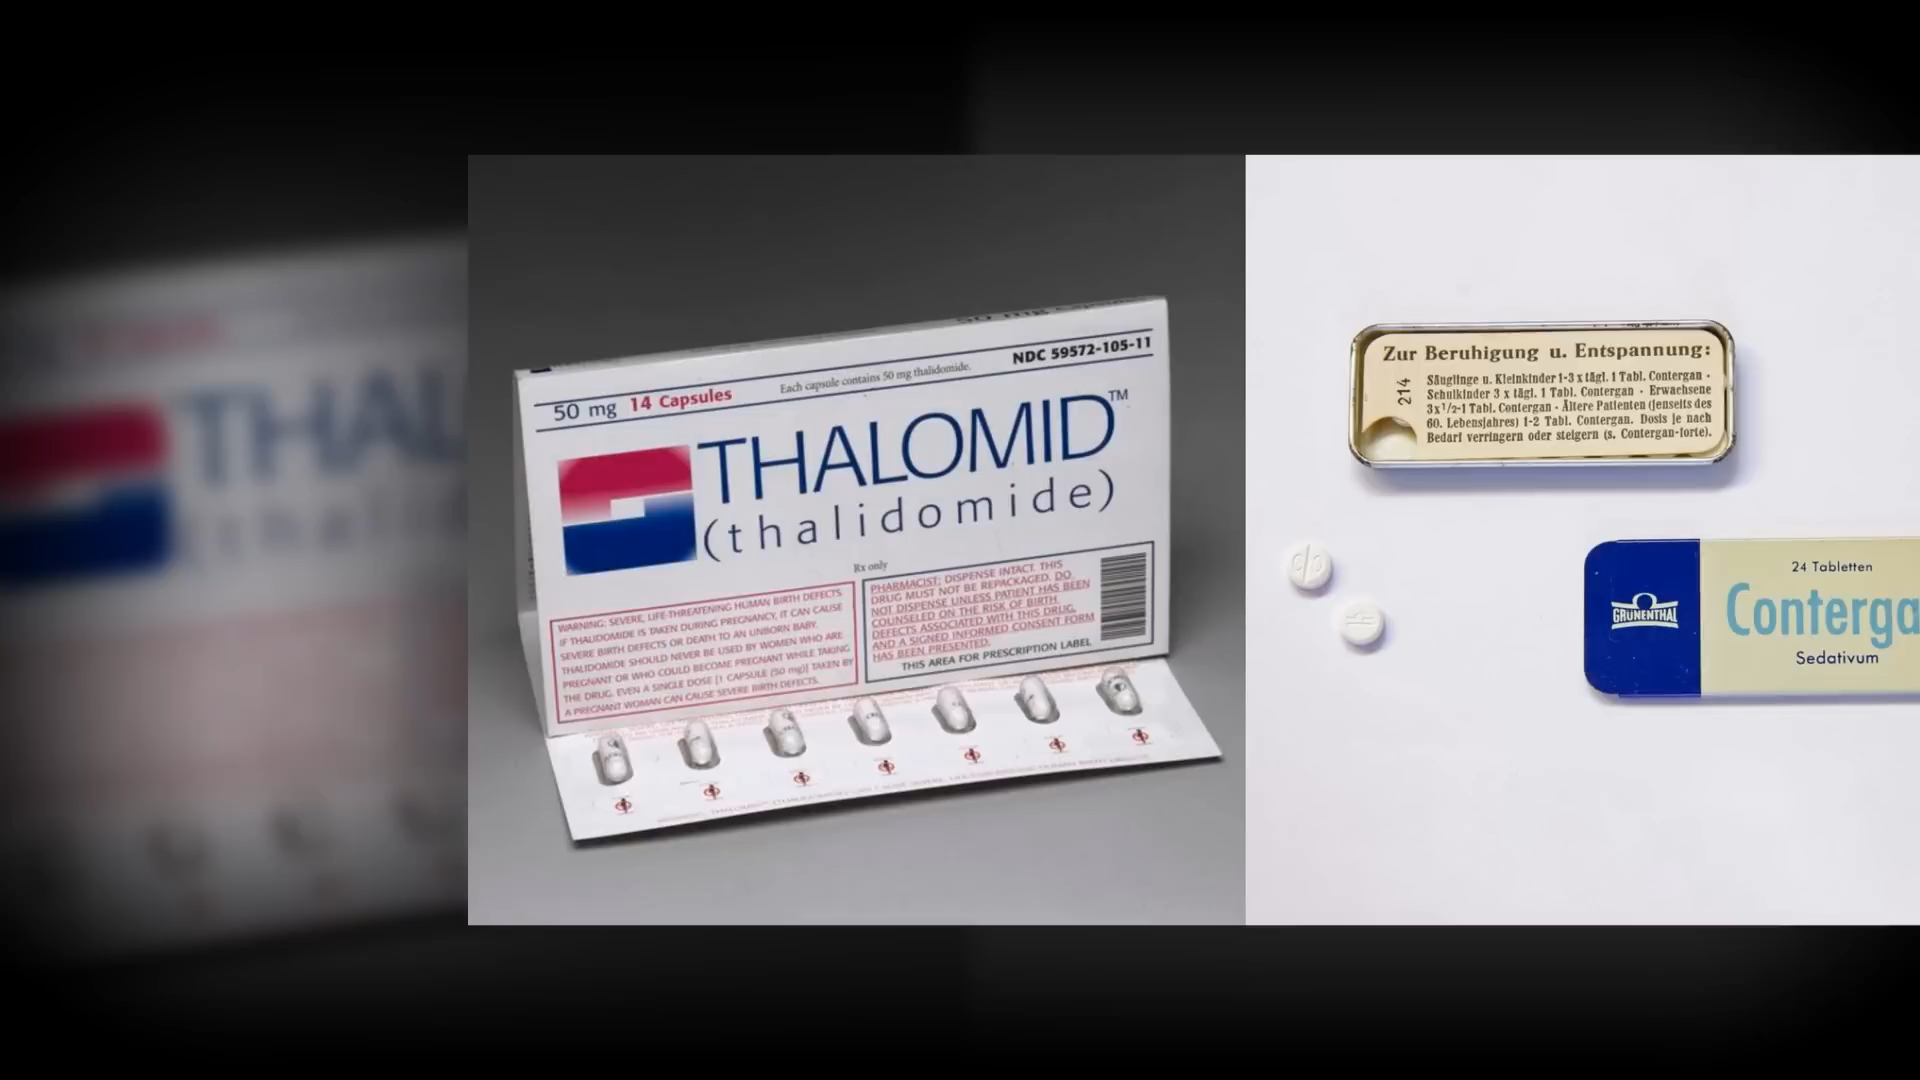 50 mg 14 Capsules
Each capsule contains 50 mg thalidomide.
NDC 59572-105-11
THALOMID™
(thalidomide)
Rx only
WARNING: SEVERE, LIFE-THREATENING HUMAN BIRTH DEFECTS.
IF THALIDOMIDE IS TAKEN DURING PREGNANCY, IT CAN CAUSE
SEVERE BIRTH DEFECTS OR DEATH TO AN UNBORN BABY.
THALIDOMIDE SHOULD NEVER BE USED BY WOMEN WHO ARE
PREGNANT OR WHO COULD BECOME PREGNANT WHILE TAKING
THE DRUG. EVEN A SINGLE DOSE [1 CAPSULE (50 mg)] TAKEN BY
A PREGNANT WOMAN CAN CAUSE SEVERE BIRTH DEFECTS.
PHARMACIST: DISPENSE INTACT. THIS
DRUG MUST NOT BE REPACKAGED. DO
NOT DISPENSE UNLESS PATIENT HAS BEEN
COUNSELED ON THE RISK OF BIRTH
DEFECTS ASSOCIATED WITH THIS DRUG,
AND A SIGNED INFORMED CONSENT FORM
HAS BEEN PRESENTED.
THIS AREA FOR PRESCRIPTION LABEL
Zur Beruhigung u. Entspannung:
214
Säuglinge u. Kleinkinder 1-3 x tägl. 1 Tabl. Contergan ·
Schulkinder 3 x tägl. 1 Tabl. Contergan · Erwachsene
3x1/2-1 Tabl. Contergan · Ältere Patienten (jenseits des
60. Lebensjahres) 1-2 Tabl. Contergan. Dosis je nach
Bedarf verringern oder steigern (s. Contergan-forte).
24 Tabletten
GRÜNENTHAL
Conterga
Sedativum
THAL